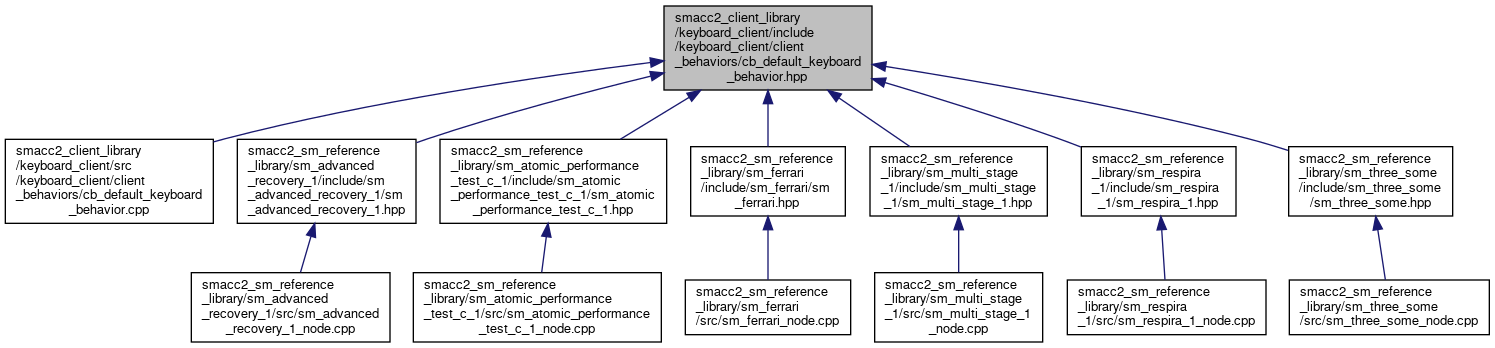 smacc2_client_library
/keyboard_client/include
/keyboard_client/client
_behaviors/cb_default_keyboard
_behavior.hpp
smacc2_client_library
/keyboard_client/src
/keyboard_client/client
_behaviors/cb_default_keyboard
_behavior.cpp
smacc2_sm_reference
_library/sm_advanced
_recovery_1/include/sm
_advanced_recovery_1/sm
_advanced_recovery_1.hpp
smacc2_sm_reference
_library/sm_atomic_performance
_test_c_1/include/sm_atomic
_performance_test_c_1/sm_atomic
_performance_test_c_1.hpp
smacc2_sm_reference
_library/sm_ferrari
/include/sm_ferrari/sm
_ferrari.hpp
smacc2_sm_reference
_library/sm_multi_stage
_1/include/sm_multi_stage
_1/sm_multi_stage_1.hpp
smacc2_sm_reference
_library/sm_respira
_1/include/sm_respira
_1/sm_respira_1.hpp
smacc2_sm_reference
_library/sm_three_some
/include/sm_three_some
/sm_three_some.hpp
smacc2_sm_reference
_library/sm_advanced
_recovery_1/src/sm_advanced
_recovery_1_node.cpp
smacc2_sm_reference
_library/sm_atomic_performance
_test_c_1/src/sm_atomic_performance
_test_c_1_node.cpp
smacc2_sm_reference
_library/sm_ferrari
/src/sm_ferrari_node.cpp
smacc2_sm_reference
_library/sm_multi_stage
_1/src/sm_multi_stage_1
_node.cpp
smacc2_sm_reference
_library/sm_respira
_1/src/sm_respira_1_node.cpp
smacc2_sm_reference
_library/sm_three_some
/src/sm_three_some_node.cpp